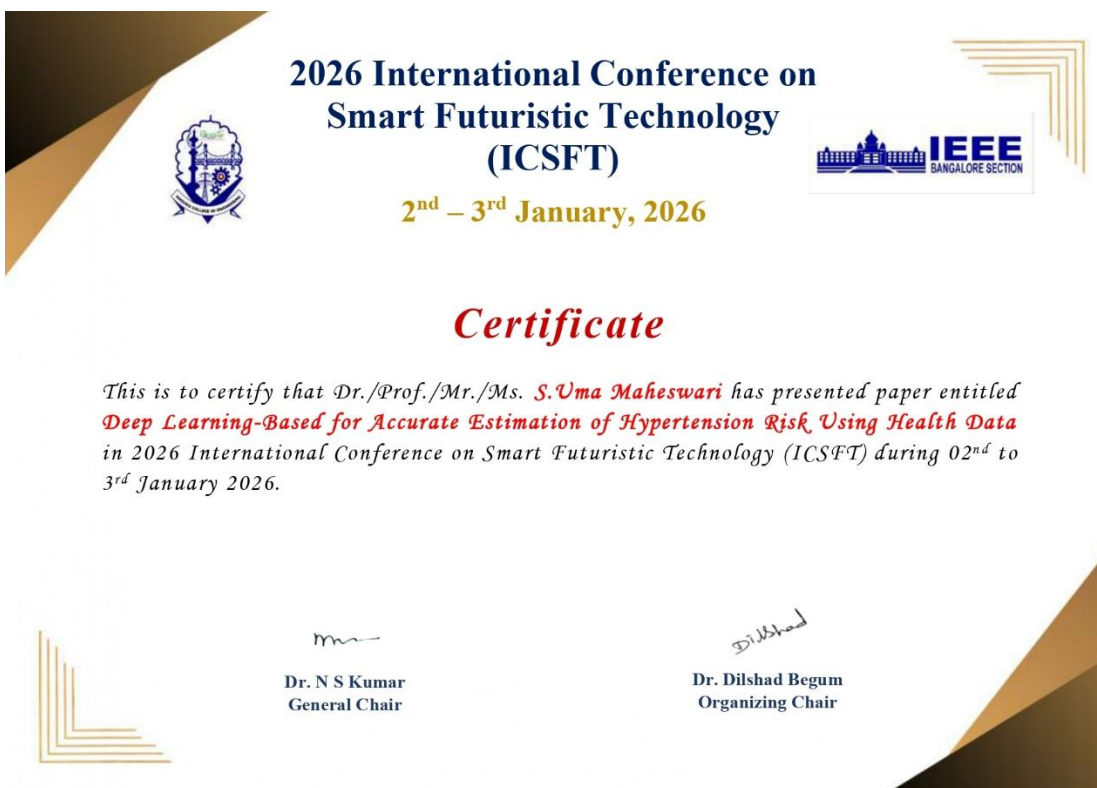 2026 International Conference on
Smart Futuristic Technology
(ICSFT)
IEEE
BANGALORE SECTION
2nd – 3rd January, 2026
Certificate
This is to certify that Dr./Prof./Mr./Ms. S.Uma Maheswari has presented paper entitled
Deep Learning-Based for Accurate Estimation of Hypertension Risk Using Health Data
in 2026 International Conference on Smart Futuristic Technology (ICSFT) during 02nd to
3rd January 2026.
Dilshad
Dr. N S Kumar
General Chair
Dr. Dilshad Begum
Organizing Chair